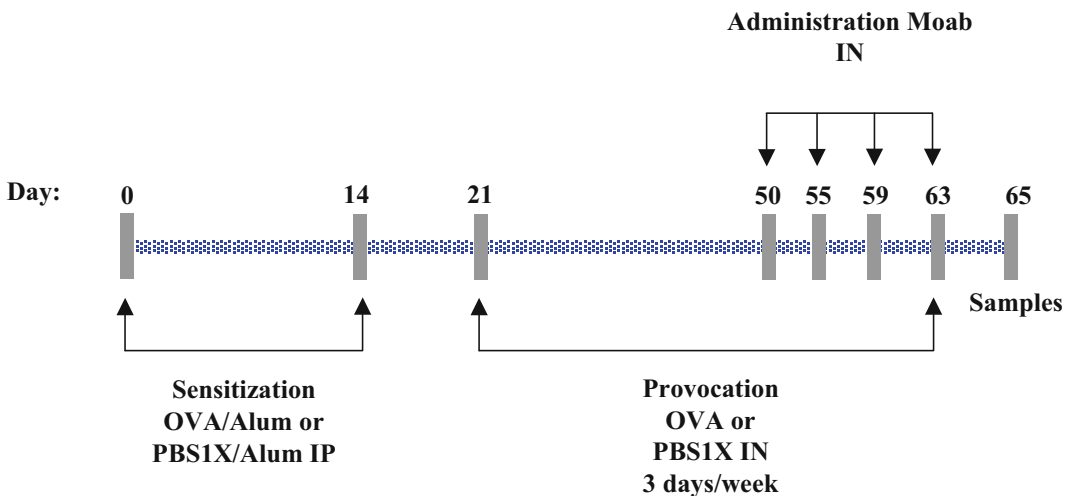 Administration Moab
IN
Day: 0 14 21 50 55 59 63 65
Samples
Sensitization
OVA/Alum or
PBS1X/Alum IP
Provocation
OVA or
PBS1X IN
3 days/week